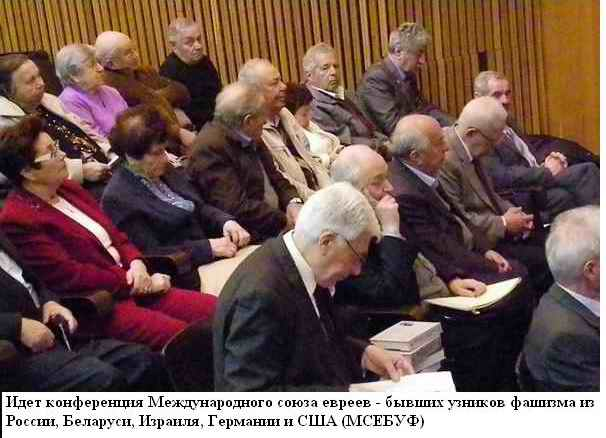 Идет конференция Международного союза евреев - бывших узников фашизма из
России, Беларуси, Израиля, Германии и США (МСЕБУФ)